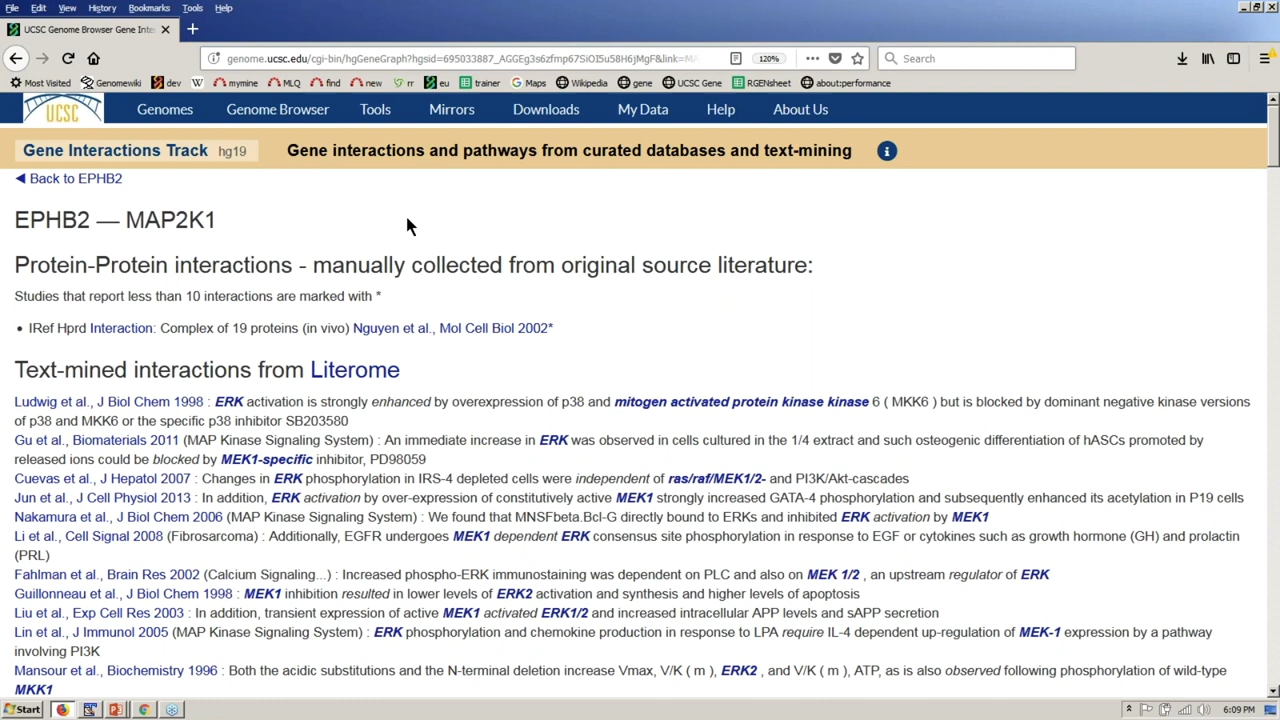 File Edit View History Bookmarks Tools Help
UCSC Genome Browser Gene Inte
genome.ucsc.edu/cgi-bin/hgGeneGraph?hgsid=695033887_AGGEg3s6zfmp67SiOI5u58H6jMgF&link=MA 120% Search
Most Visited Genomewiki dev mymine MLQ find new rr eu trainer Maps Wikipedia gene UCSC Gene RGENsheet about:performance
UCSC Genomes Genome Browser Tools Mirrors Downloads My Data Help About Us
Gene Interactions Track hg19 Gene interactions and pathways from curated databases and text-mining
◀ Back to EPHB2
EPHB2 — MAP2K1
Protein-Protein interactions - manually collected from original source literature:
Studies that report less than 10 interactions are marked with *
• IRef Hprd Interaction: Complex of 19 proteins (in vivo) Nguyen et al., Mol Cell Biol 2002*
Text-mined interactions from Literome
Ludwig et al., J Biol Chem 1998 : ERK activation is strongly enhanced by overexpression of p38 and mitogen activated protein kinase kinase 6 ( MKK6 ) but is blocked by dominant negative kinase versions
of p38 and MKK6 or the specific p38 inhibitor SB203580
Gu et al., Biomaterials 2011 (MAP Kinase Signaling System) : An immediate increase in ERK was observed in cells cultured in the 1/4 extract and such osteogenic differentiation of hASCs promoted by
released ions could be blocked by MEK1-specific inhibitor, PD98059
Cuevas et al., J Hepatol 2007 : Changes in ERK phosphorylation in IRS-4 depleted cells were independent of ras/raf/MEK1/2- and PI3K/Akt-cascades
Jun et al., J Cell Physiol 2013 : In addition, ERK activation by over-expression of constitutively active MEK1 strongly increased GATA-4 phosphorylation and subsequently enhanced its acetylation in P19 cells
Nakamura et al., J Biol Chem 2006 (MAP Kinase Signaling System) : We found that MNSFbeta.Bcl-G directly bound to ERKs and inhibited ERK activation by MEK1
Li et al., Cell Signal 2008 (Fibrosarcoma) : Additionally, EGFR undergoes MEK1 dependent ERK consensus site phosphorylation in response to EGF or cytokines such as growth hormone (GH) and prolactin
(PRL)
Fahlman et al., Brain Res 2002 (Calcium Signaling...) : Increased phospho-ERK immunostaining was dependent on PLC and also on MEK 1/2 , an upstream regulator of ERK
Guillonneau et al., J Biol Chem 1998 : MEK1 inhibition resulted in lower levels of ERK2 activation and synthesis and higher levels of apoptosis
Liu et al., Exp Cell Res 2003 : In addition, transient expression of active MEK1 activated ERK1/2 and increased intracellular APP levels and sAPP secretion
Lin et al., J Immunol 2005 (MAP Kinase Signaling System) : ERK phosphorylation and chemokine production in response to LPA require IL-4 dependent up-regulation of MEK-1 expression by a pathway
involving PI3K
Mansour et al., Biochemistry 1996 : Both the acidic substitutions and the N-terminal deletion increase Vmax, V/K ( m ), ERK2 , and V/K ( m ), ATP, as is also observed following phosphorylation of wild-type
MKK1
Start 6:09 PM